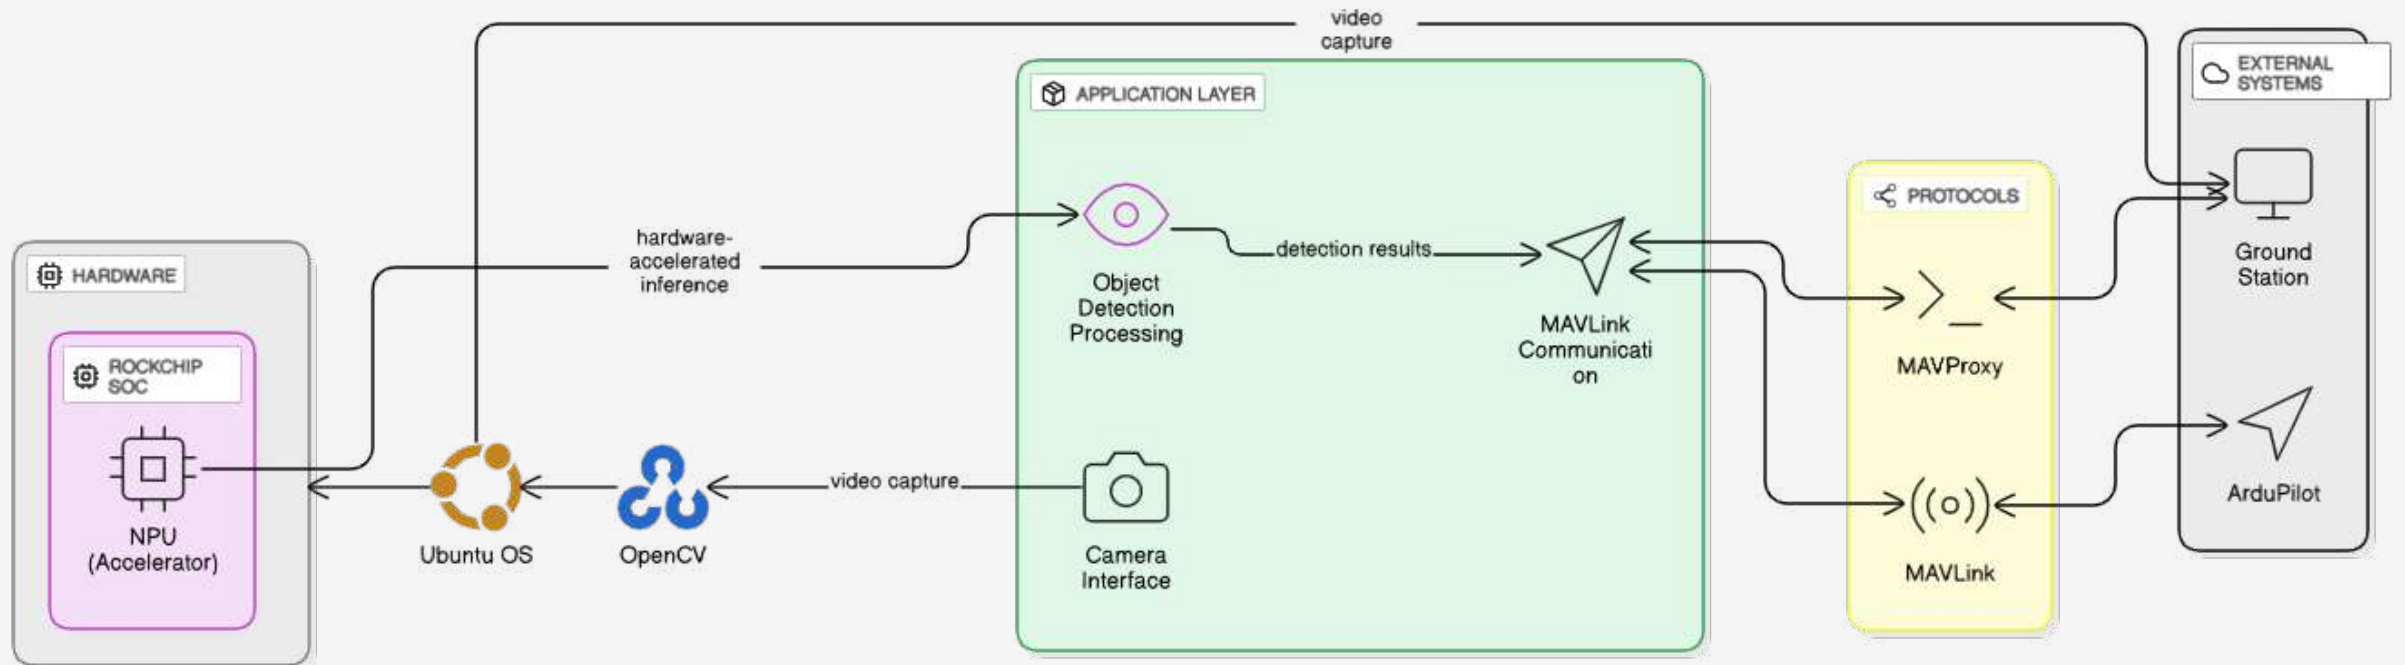 video
capture
EXTERNAL
SYSTEMS
APPLICATION LAYER
PROTOCOLS
hardware-
accelerated
inference
detection results
HARDWARE
Object
Detection
Processing
MAVLink
Communicati
on
Ground
Station
MAVProxy
ROCKCHIP
SOC
NPU
(Accelerator)
Ubuntu OS
OpenCV
video capture
Camera
Interface
MAVLink
ArduPilot
>_